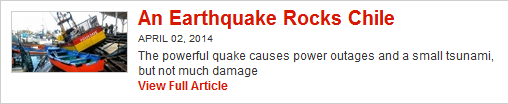 An Earthquake Rocks Chile
APRIL 02, 2014
The powerful quake causes power outages and a small tsunami,
but not much damage
View Full Article